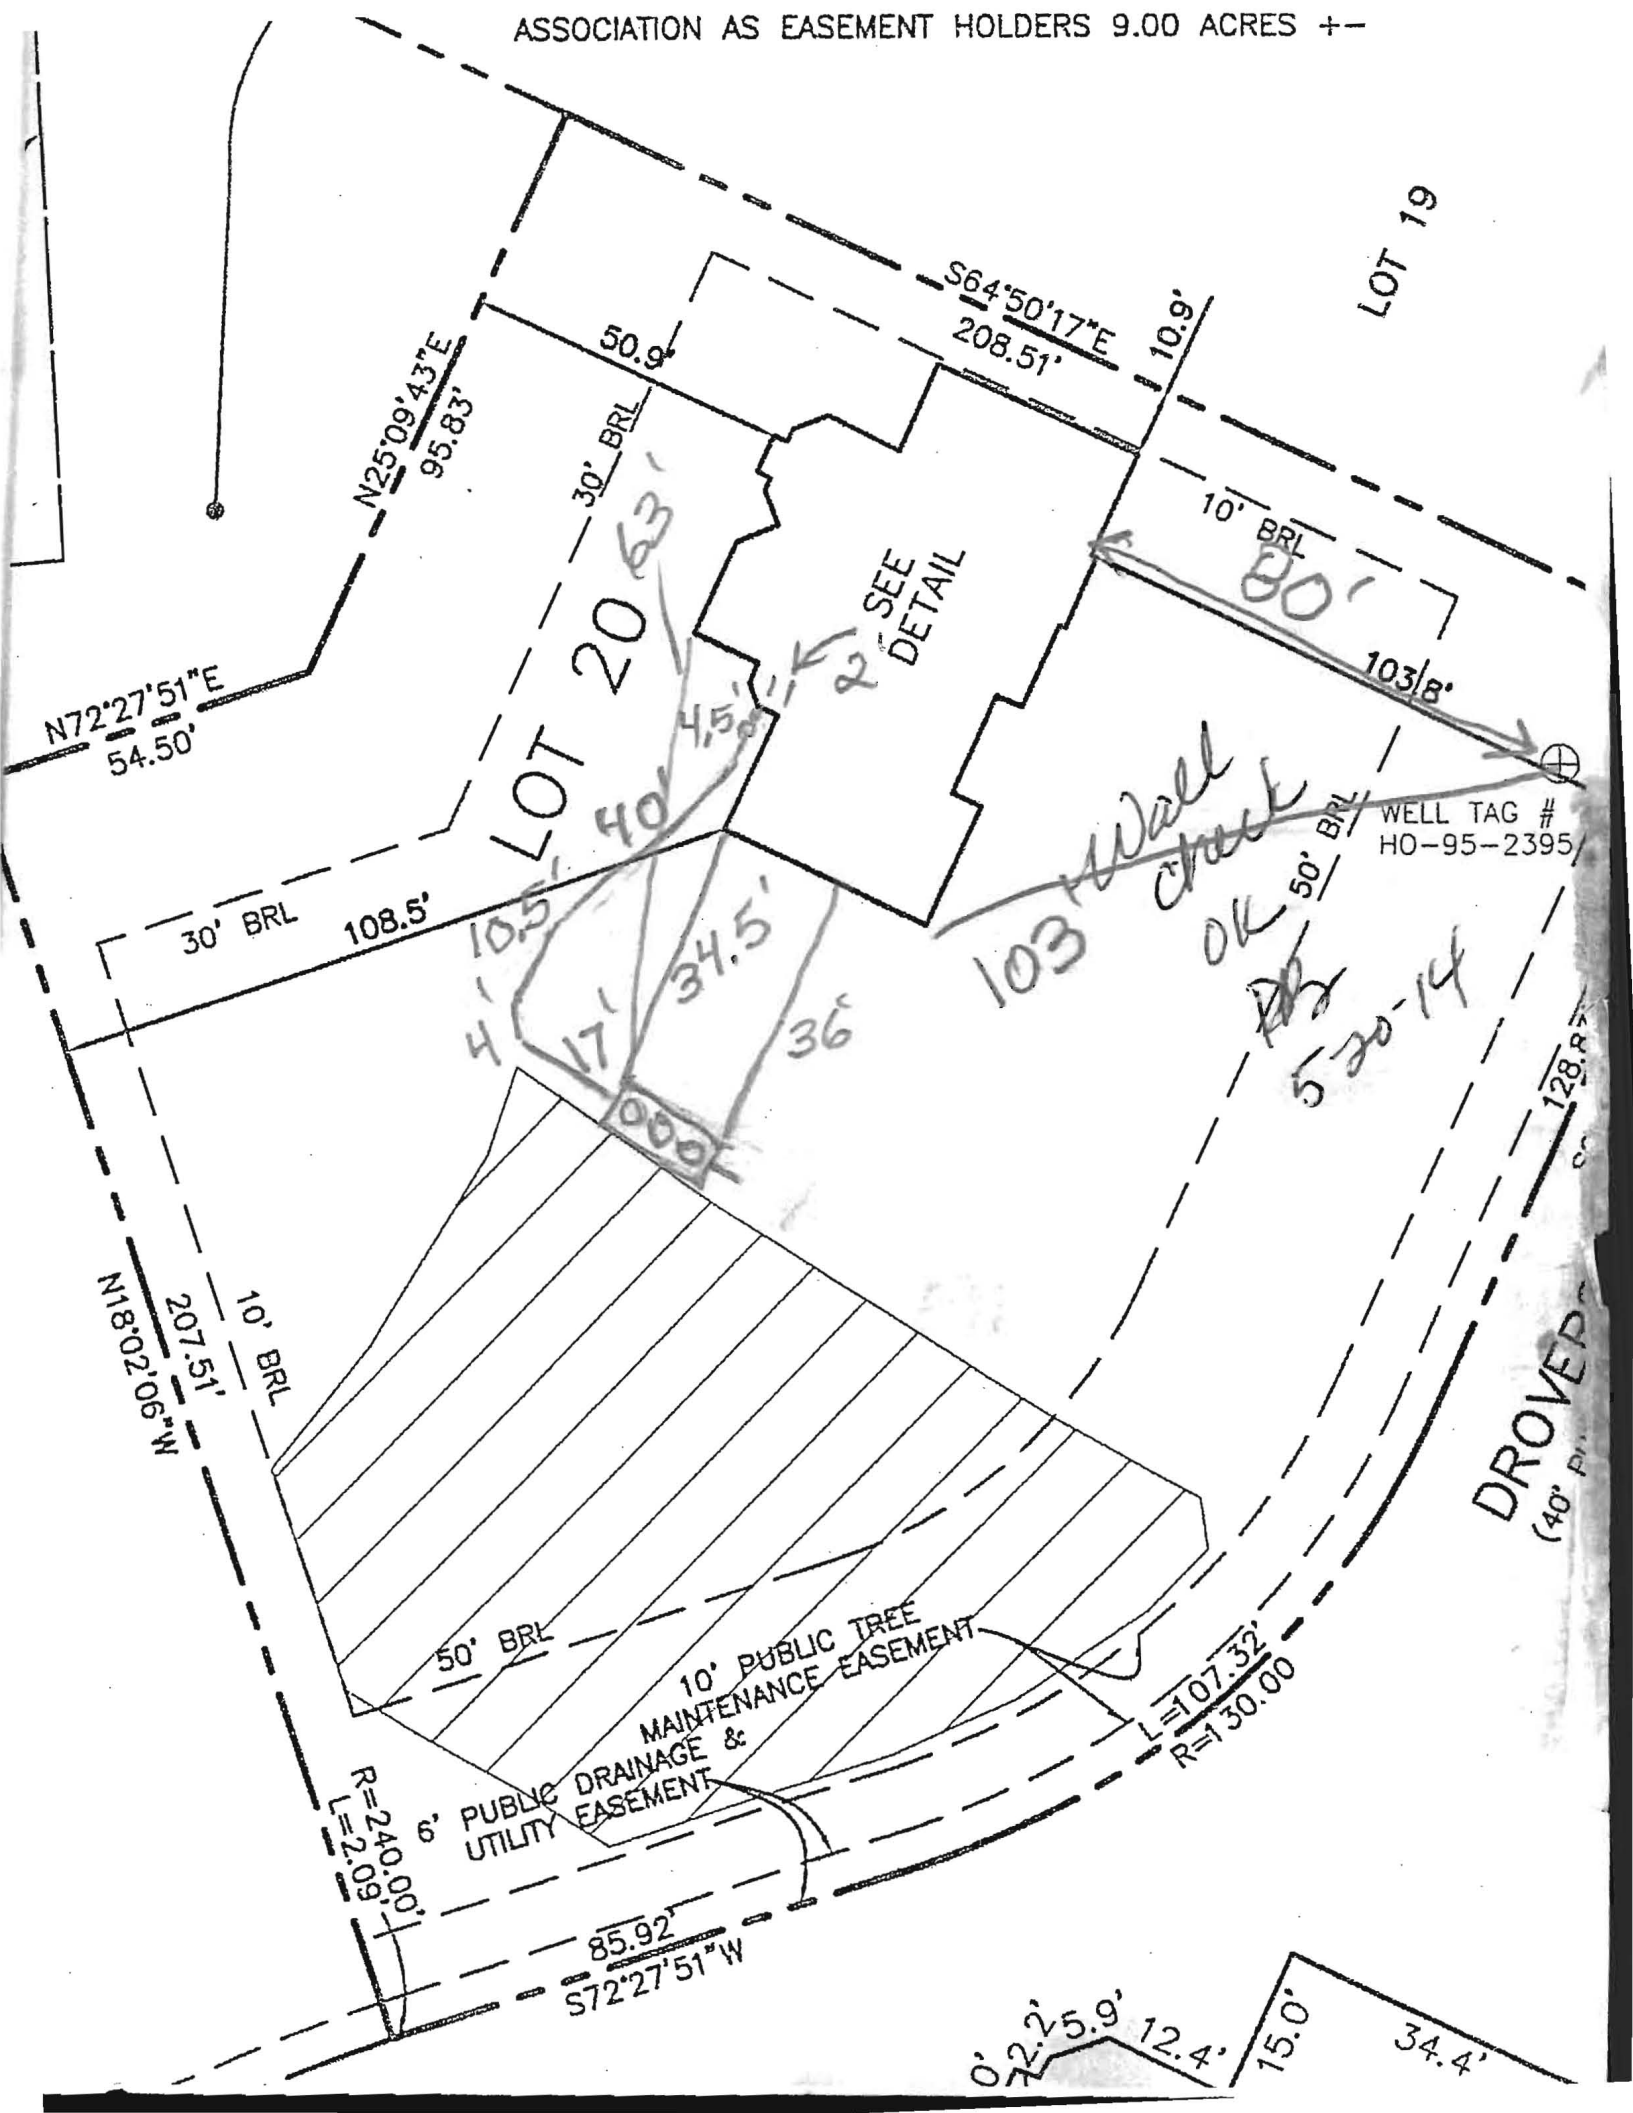 ASSOCIATION AS EASEMENT HOLDERS 9.00 ACRES +-
LOT 19
S64°50'17"E
208.51'
10.9'
50.9'
N25°09'43"E
95.83'
30' BRL
63'
10' BRL
80'
SEE
DETAIL
LOT 20
2'
4,5'
103.8'
N72°27'51"E
54.50'
40'
Wall
check
OK
5-20-14
50' BRL
WELL TAG #
HO-95-2395
30' BRL
108.5'
10.5'
34.5'
103'
4'
17'
36'
128.8
000
N18°02'06"W
207.51'
10' BRL
DROVER
(40'
50' BRL
10' PUBLIC TREE
MAINTENANCE EASEMENT
6' PUBLIC DRAINAGE &
UTILITY EASEMENT
L=107.32'
R=130.00
R=240.00'
L=2.09'
85.92'
S72°27'51"W
0'
2.2'
5.9'
12.4'
15.0'
34.4'